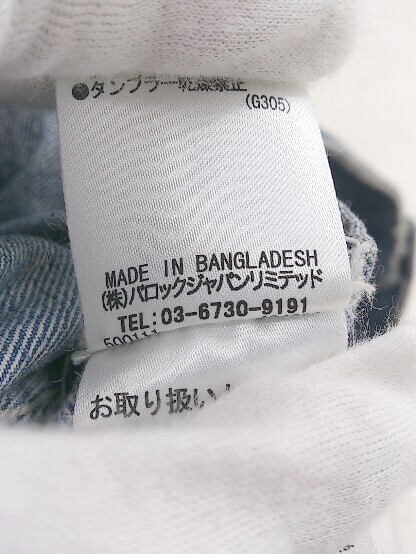 ●タンブラー乾燥禁止
(G305)
MADE IN BANGLADESH
(株)バロックジャパンリミテッド
TEL:03-6730-9191
お取り扱い